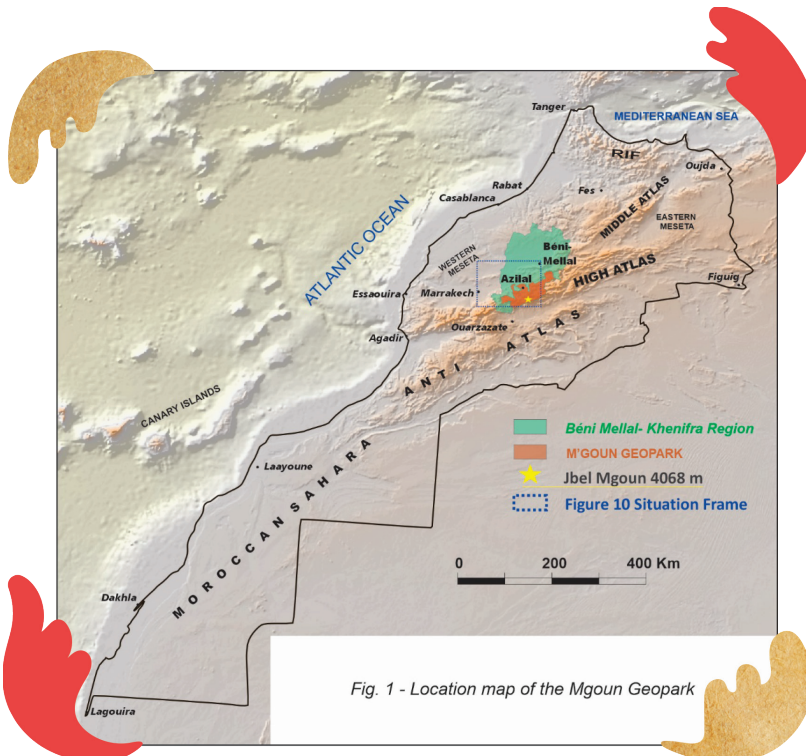 Tanger
MEDITERRANEAN SEA
RIF
Oujda
Rabat
Fes
Casablanca
MIDDLE ATLAS
EASTERN
MESETA
ATLANTIC OCEAN
WESTERN
MESETA
Béni-
Mellal
HIGH ATLAS
Azilal
Figuig
Essaouira
Marrakech
Ouarzazate
Agadir
ANTI ATLAS
CANARY ISLANDS
Laayoune
MOROCCAN SAHARA
Béni Mellal- Khenifra Region
M'GOUN GEOPARK
Jbel Mgoun 4068 m
Figure 10 Situation Frame
0 200 400 Km
Dakhla
Lagouira
Fig. 1 - Location map of the Mgoun Geopark